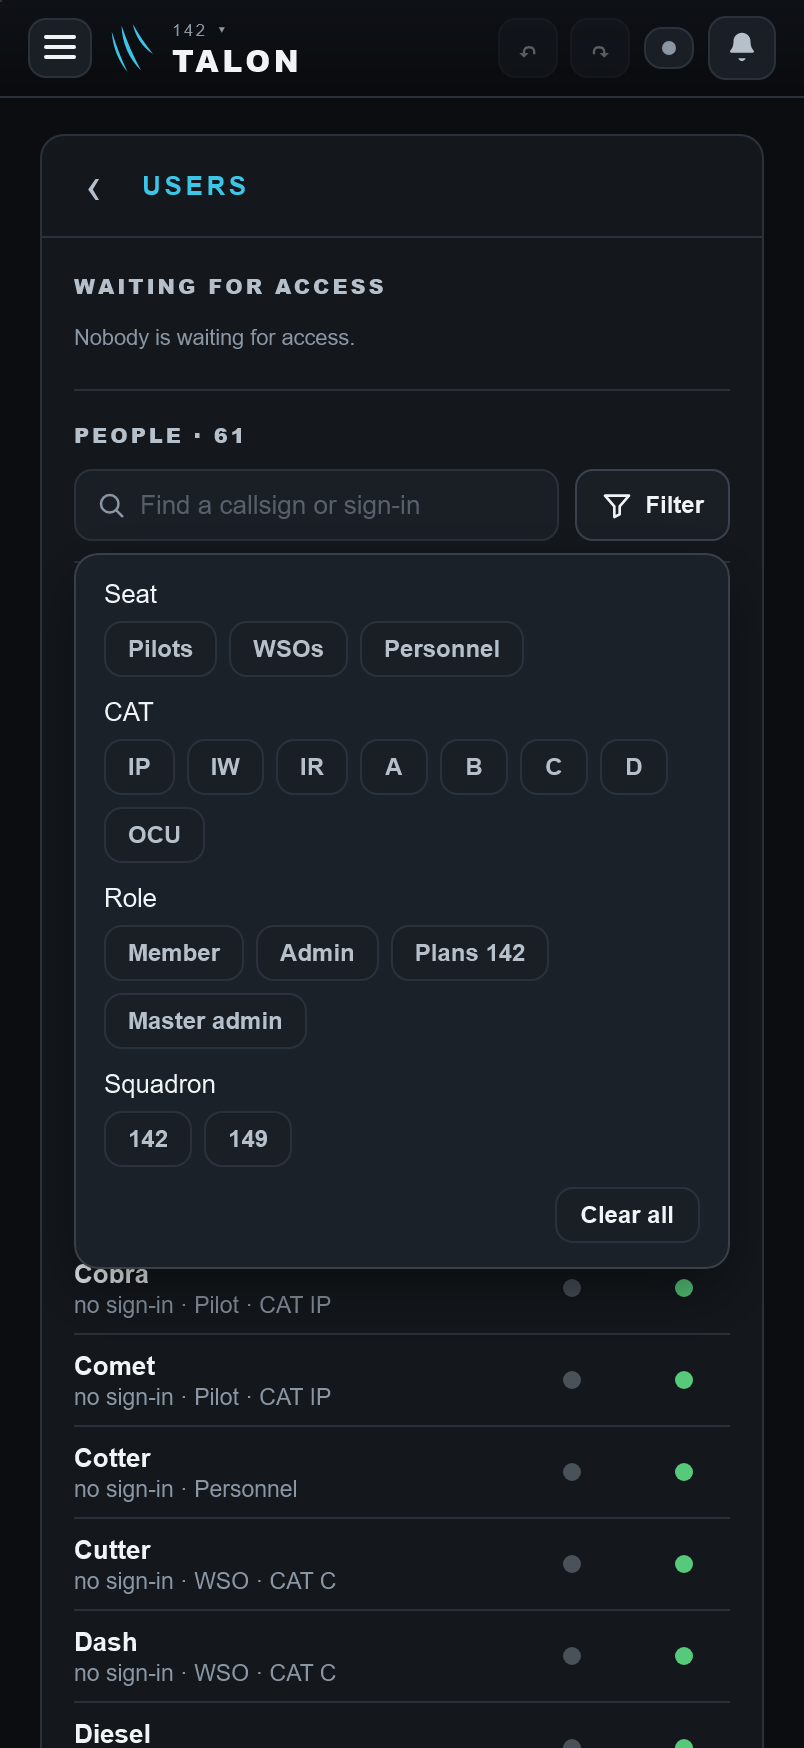 142 ▾
TALON
‹ USERS
WAITING FOR ACCESS
Nobody is waiting for access.
PEOPLE · 61
Find a callsign or sign-in
Filter
Seat
Pilots WSOs Personnel
CAT
IP IW IR A B C D
OCU
Role
Member Admin Plans 142
Master admin
Squadron
142 149
Clear all
Cobra
no sign-in · Pilot · CAT IP
Comet
no sign-in · Pilot · CAT IP
Cotter
no sign-in · Personnel
Cutter
no sign-in · WSO · CAT C
Dash
no sign-in · WSO · CAT C
Diesel